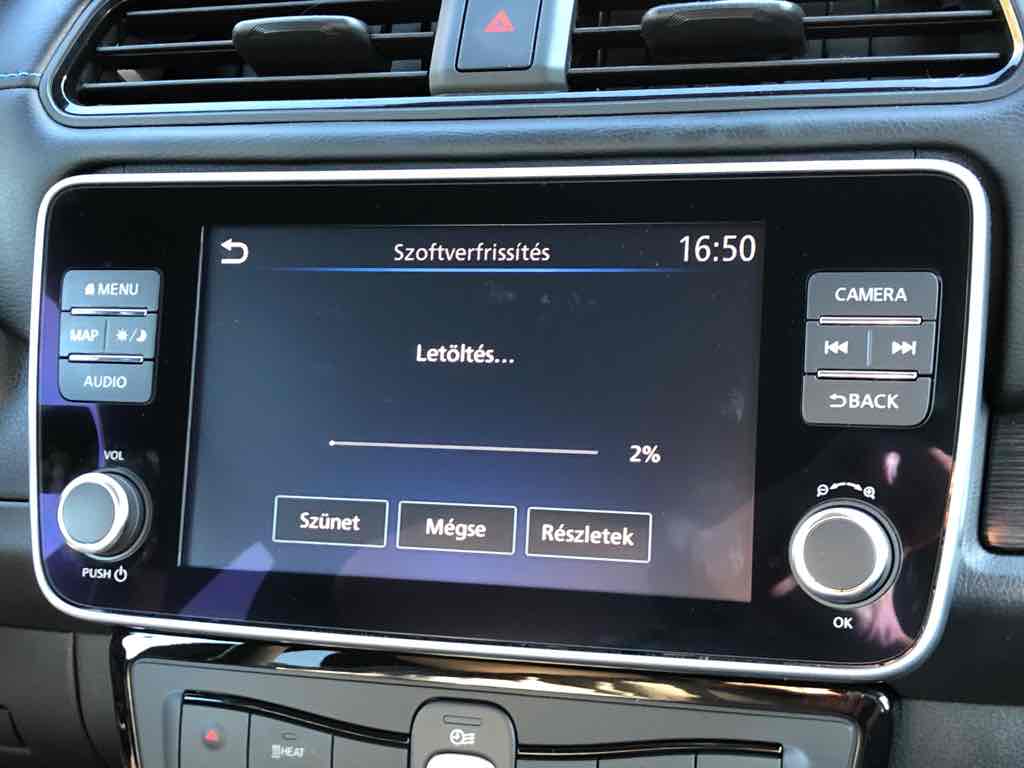 Szoftverfrissítés
16:50
MENU
MAP
AUDIO
VOL
PUSH
Letöltés...
2%
Szünet
Mégse
Részletek
CAMERA
BACK
OK
HEAT